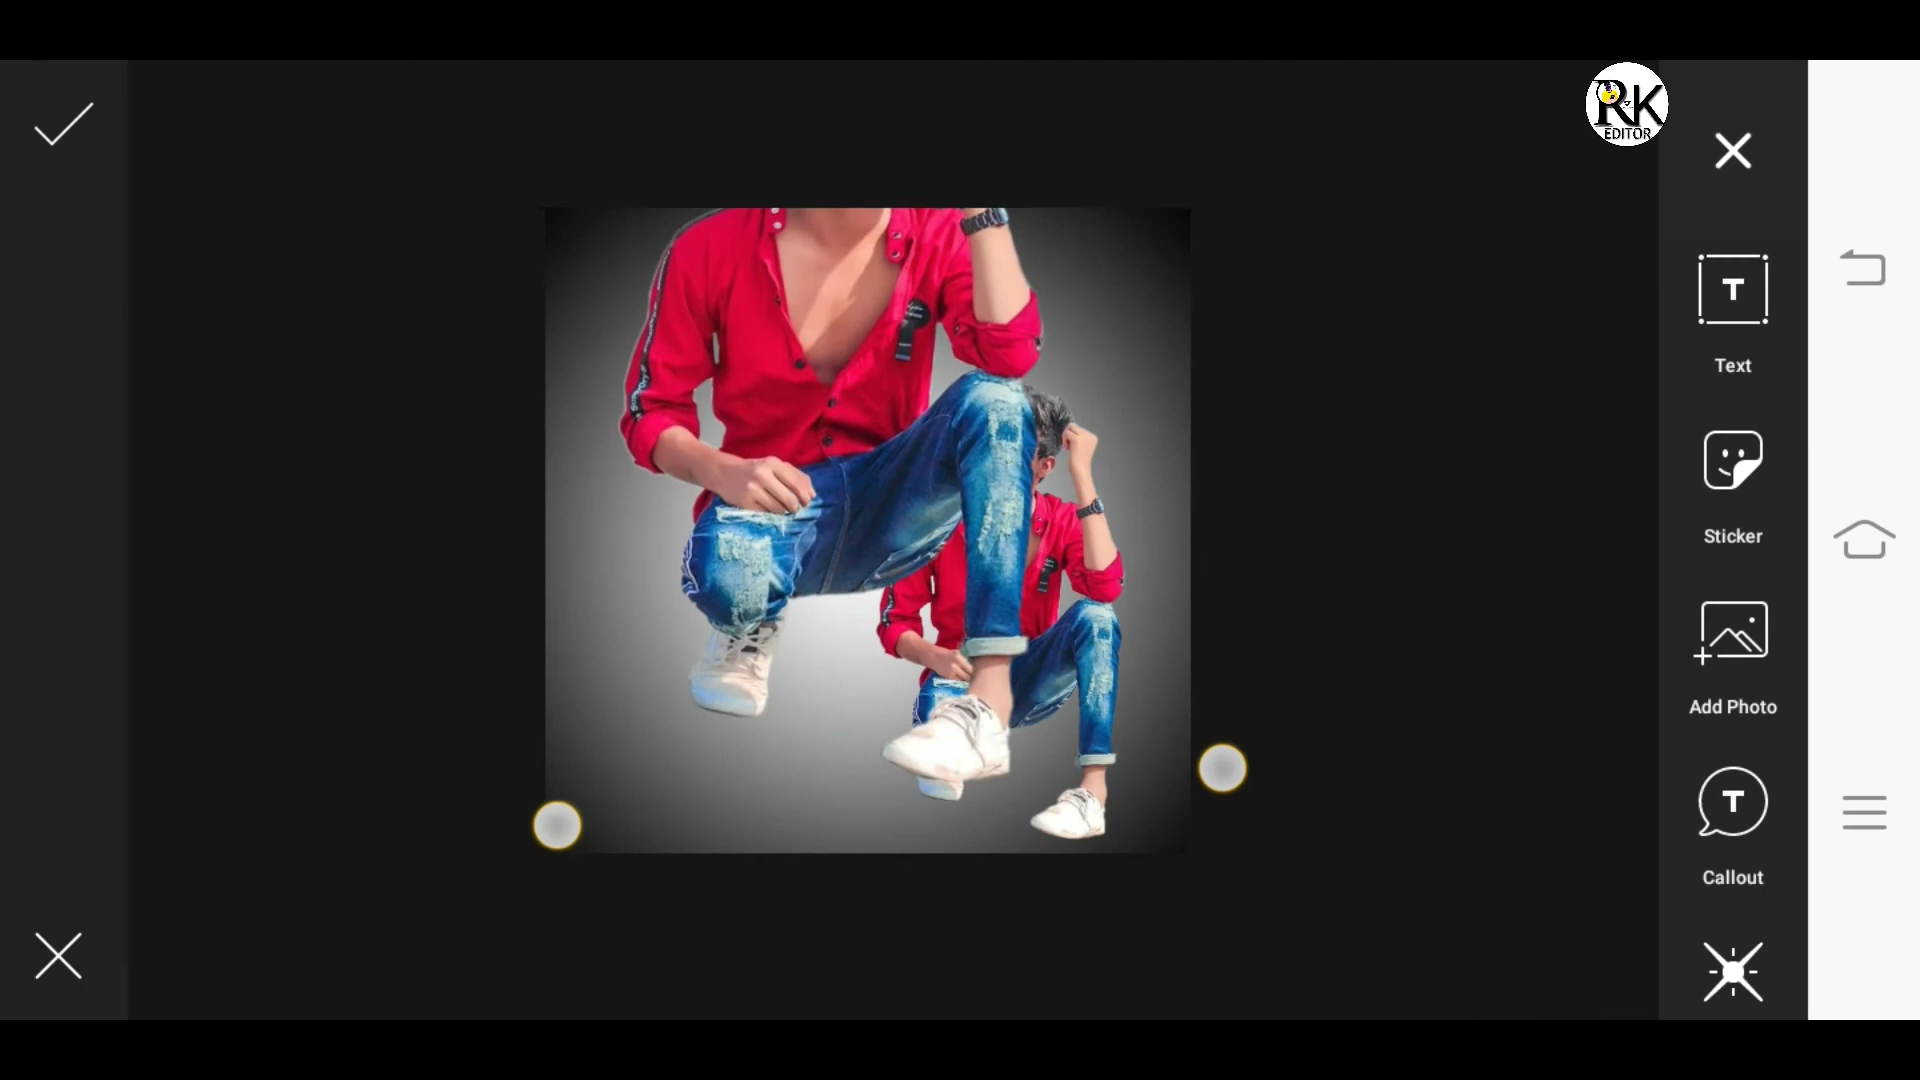 RK
EDITOR
T
Text
Sticker
Add Photo
T
Callout